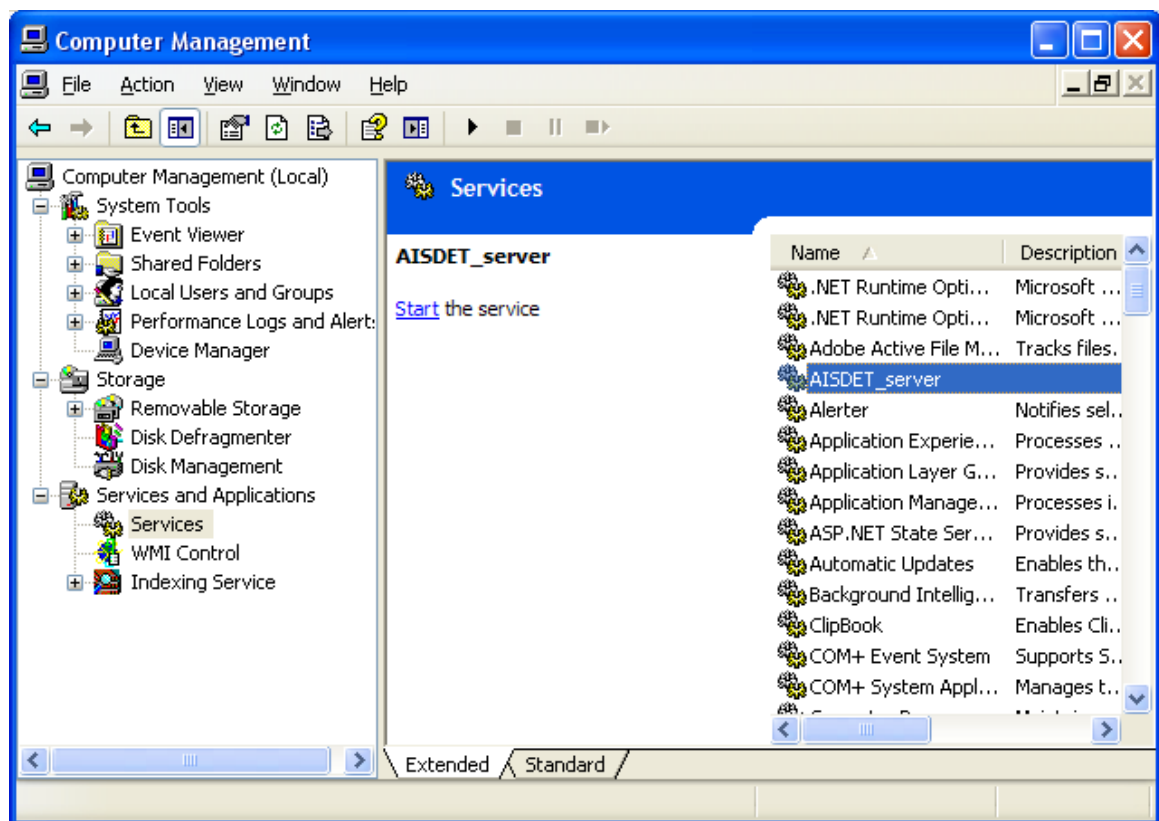 Computer Management
File Action View Window Help
Computer Management (Local)
System Tools
Event Viewer
Shared Folders
Local Users and Groups
Performance Logs and Alert
Device Manager
Storage
Removable Storage
Disk Defragmenter
Disk Management
Services and Applications
Services
WMI Control
Indexing Service
Services
AISDET_server
Start the service
Name Description
.NET Runtime Opti... Microsoft ...
.NET Runtime Opti... Microsoft ...
Adobe Active File M... Tracks files.
AISDET_server
Alerter Notifies sel..
Application Experie... Processes ..
Application Layer G... Provides s...
Application Manage... Processes i.
ASP.NET State Ser... Provides s...
Automatic Updates Enables th..
Background Intellig... Transfers ..
ClipBook Enables Cli..
COM+ Event System Supports S..
COM+ System Appl... Manages t..
Extended Standard